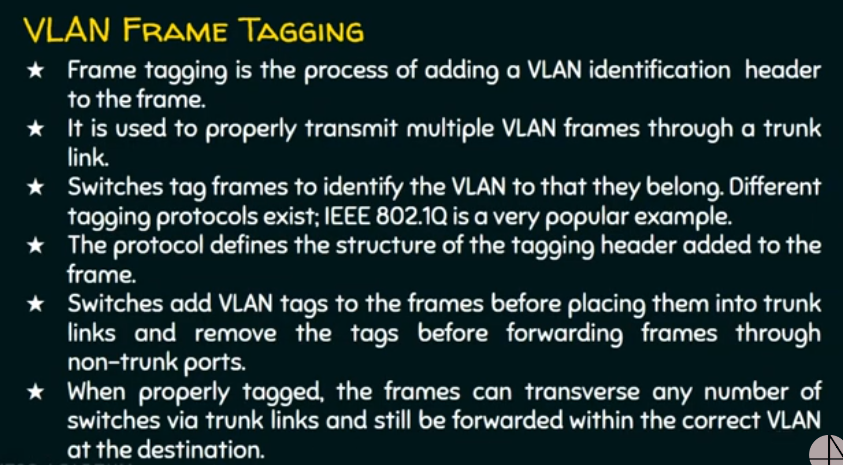 VLAN FRAME TAGGING
★ Frame tagging is the process of adding a VLAN identification header
to the frame.
★ It is used to properly transmit multiple VLAN frames through a trunk
link.
★ Switches tag frames to identify the VLAN to that they belong. Different
tagging protocols exist; IEEE 802.1Q is a very popular example.
★ The protocol defines the structure of the tagging header added to the
frame.
★ Switches add VLAN tags to the frames before placing them into trunk
links and remove the tags before forwarding frames through
non-trunk ports.
★ When properly tagged, the frames can transverse any number of
switches via trunk links and still be forwarded within the correct VLAN
at the destination.